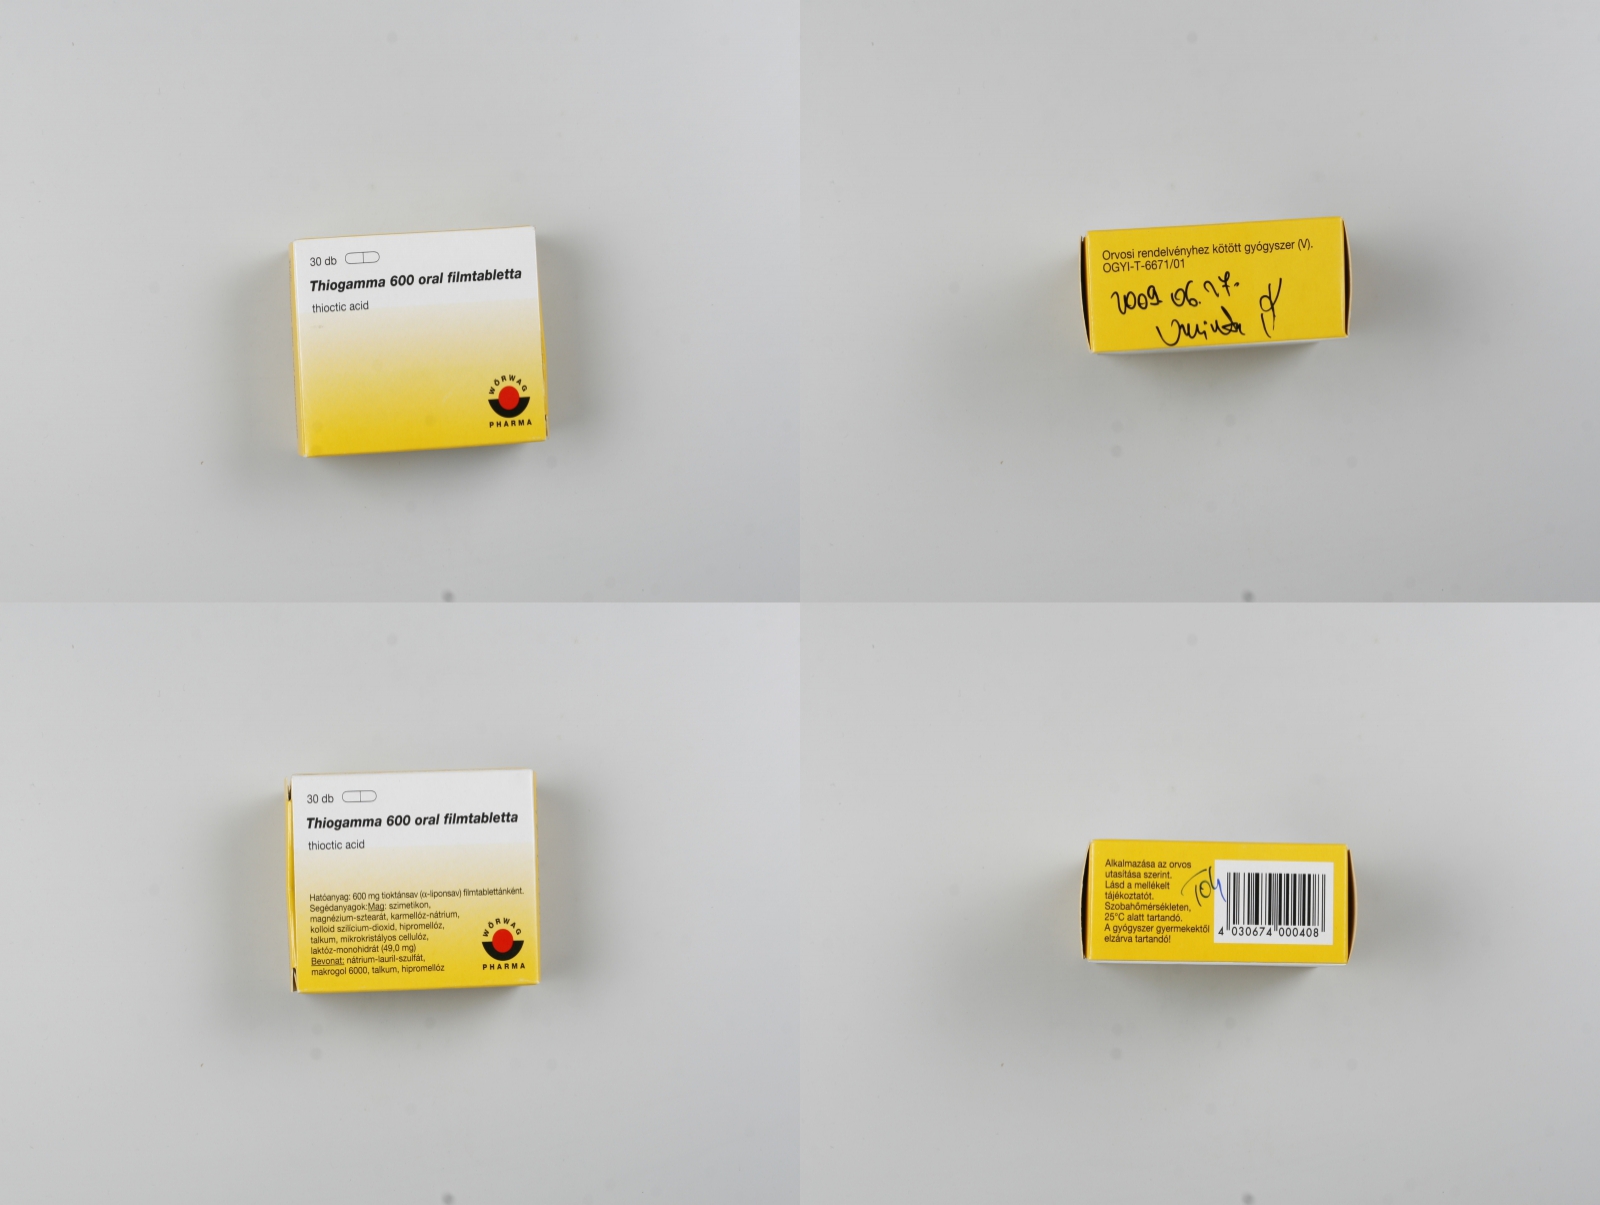 30 db
Thiogamma 600 oral filmtabletta
thioctic acid
WÖRWAG
PHARMA
Orvosi rendelvényhez kötött gyógyszer (V).
OGYI-T-6671/01
2009 06.17.
30 db
Thiogamma 600 oral filmtabletta
thioctic acid
Hatóanyag: 600 mg tioktánsav (α-liponsav) filmtablettánként.
Segédanyagok: Mag: szimetikon,
magnézium-sztearát, karmellóz-nátrium,
kolloid szilícium-dioxid, hipromellóz,
talkum, mikrokristályos cellulóz,
laktóz-monohidrát (49,0 mg)
Bevonat: nátrium-lauril-szulfát,
makrogol 6000, talkum, hipromellóz
WÖRWAG
PHARMA
Alkalmazása az orvos
utasítása szerint.
Lásd a mellékelt
tájékoztatót.
Szobahőmérsékleten,
25°C alatt tartandó.
A gyógyszer gyermekektől
elzárva tartandó!
4 030674 000408